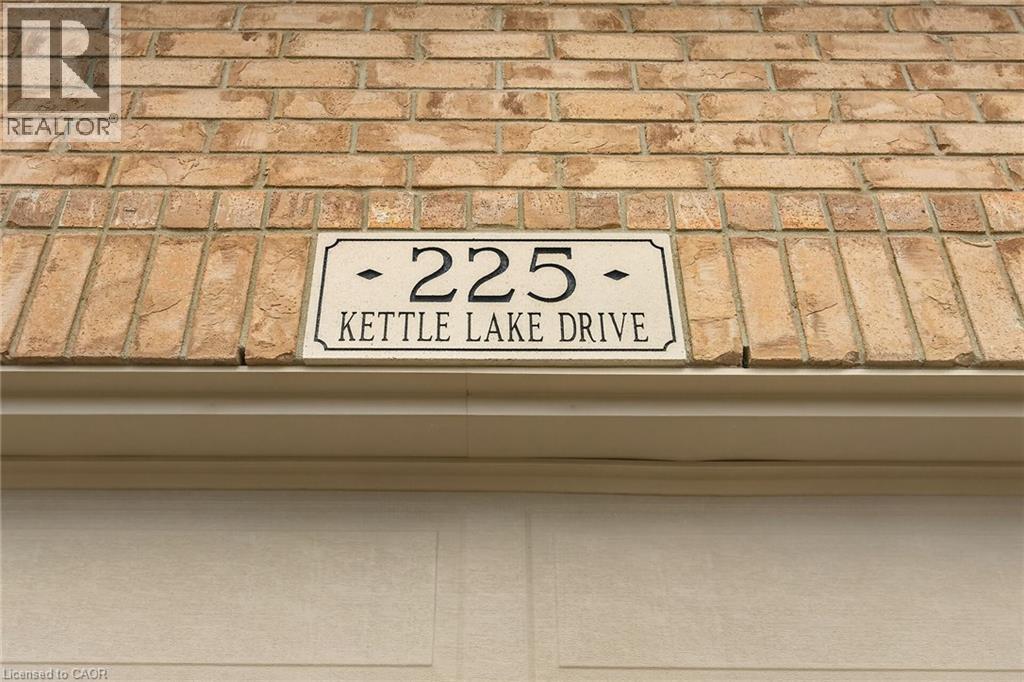 R
REALTOR®
225
KETTLE LAKE DRIVE
Licensed to CAOR